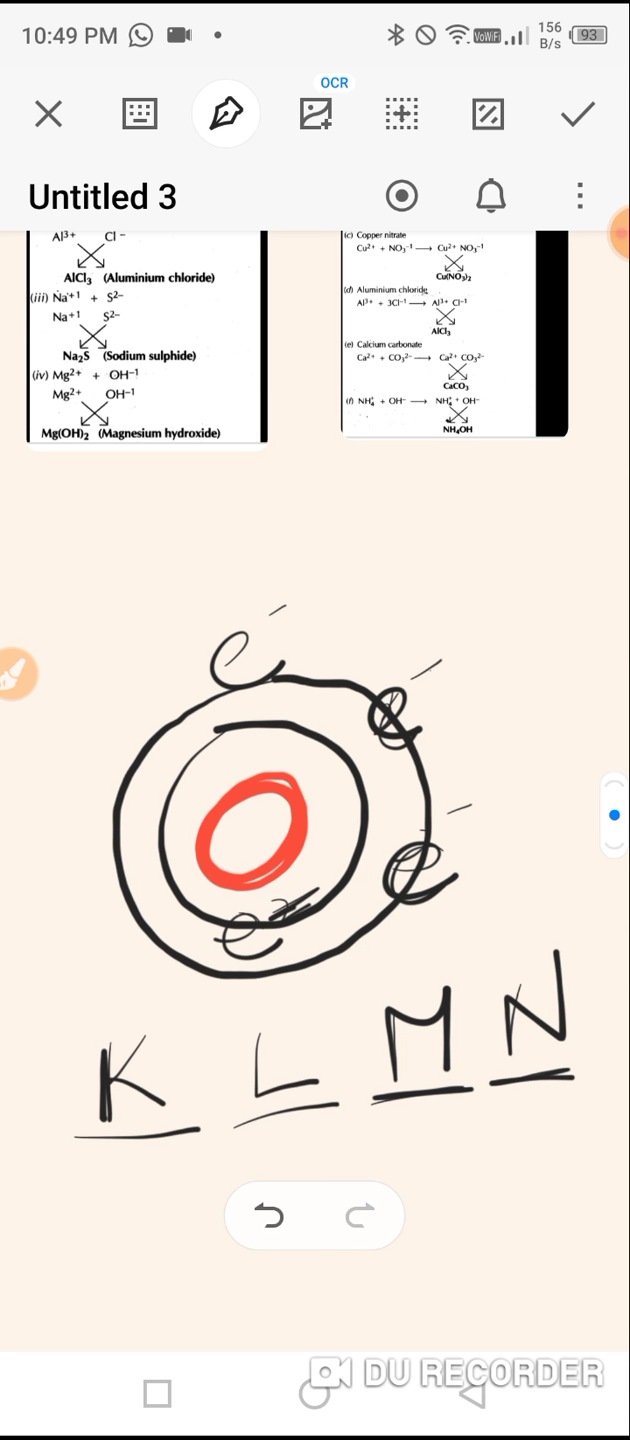 10:49 PM
156 B/s
93
VoWiFi
OCR
Untitled 3
Al3+ Cl –
AlCl₃ (Aluminium chloride)
(iii) Na+1 + S2–
Na+1 S2–
Na₂S (Sodium sulphide)
(iv) Mg2+ + OH–1
Mg2+ OH–1
Mg(OH)₂ (Magnesium hydroxide)
(c) Copper nitrate
Cu2+ + NO₃–1 ⟶ Cu2+ NO₃–1
Cu(NO₃)₂
(d) Aluminium chloride
Al3+ + 3Cl–1 ⟶ Al3+ Cl–1
AlCl₃
(e) Calcium carbonate
Ca2+ + CO₃2– ⟶ Ca2+ CO₃2–
CaCO₃
(f) NH₄+ + OH– ⟶ NH₄+ + OH–
NH₄OH
e-
e-
e-
e-
K L M N
DU RECORDER